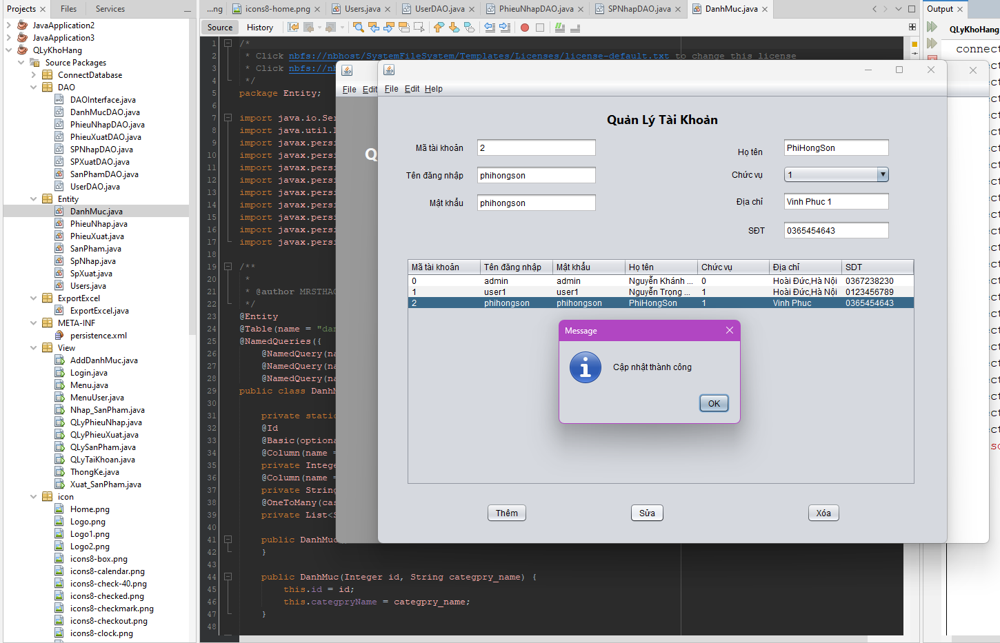 Projects
Files
Services
...ng
icons8-home.png
Users.java
UserDAO.java
PhieuNhapDAO.java
SPNhapDAO.java
DanhMuc.java
Output
Source
History
QLyKhoHang
JavaApplication2
JavaApplication3
QLyKhoHang
Source Packages
ConnectDatabase
DAO
DAOInterface.java
DanhMucDAO.java
PhieuNhapDAO.java
PhieuXuatDAO.java
SPNhapDAO.java
SPXuatDAO.java
SanPhamDAO.java
UserDAO.java
Entity
DanhMuc.java
PhieuNhap.java
PhieuXuat.java
SanPham.java
SpNhap.java
SpXuat.java
Users.java
ExportExcel
ExportExcel.java
META-INF
persistence.xml
View
AddDanhMuc.java
Login.java
Menu.java
MenuUser.java
Nhap_SanPham.java
QLyPhieuNhap.java
QLyPhieuXuat.java
QLySanPham.java
QLyTaiKhoan.java
ThongKe.java
Xuat_SanPham.java
icon
Home.png
Logo.png
Logo1.png
Logo2.png
icons8-box.png
icons8-calendar.png
icons8-check-40.png
icons8-checked.png
icons8-checkmark.png
icons8-checkout.png
icons8-clock.png
1 /*
2 * Click nbfs://nbhost/SystemFileSystem/Templates/Licenses/license-default.txt to change this license
3 * Click nbfs://nb
4 */
5 package Entity;
6
7 import java.io.Se
8 import java.util.
9 import javax.pers
10 import javax.pers
11 import javax.pers
12 import javax.pers
13 import javax.pers
14 import javax.pers
15 import javax.pers
16 import javax.pers
17 import javax.pers
18
19 /**
20 *
21 * @author MRSTHAO
22 */
23 @Entity
24 @Table(name = "da
25 @NamedQueries({
26 @NamedQuery(na
27 @NamedQuery(na
28 @NamedQuery(na
29 public class DanhM
30
31 private static
32 @Id
33 @Basic(optiona
34 @Column(name =
35 private Intege
36 @Column(name =
37 private String
38 @OneToMany(cas
39 private List<S
40
41 public DanhMuc
42 }
43
44 public DanhMuc(Integer id, String categpry_name) {
45 this.id = id;
46 this.categpryName = categpry_name;
47 }
48
File Edit
Q
File Edit Help
Quản Lý Tài Khoản
Mã tài khoản 2
Họ tên PhiHongSon
Tên đăng nhập phihongson
Chức vụ 1
Mật khẩu phihongson
Địa chỉ Vinh Phuc 1
SĐT 0365454643
Mã tài khoản Tên đăng nhập Mật khẩu Họ tên Chức vụ Địa chỉ SDT
0 admin admin Nguyễn Khánh ... 0 Hoài Đức,Hà Nội 0367238230
1 user1 user1 Nguyễn Trọng ... 1 Hoài Đức,Hà Nội 0123456789
2 phihongson phihongson PhiHongSon 1 Vinh Phuc 0365454643
Message
Cập nhật thành công
OK
Thêm
Sửa
Xóa
connect